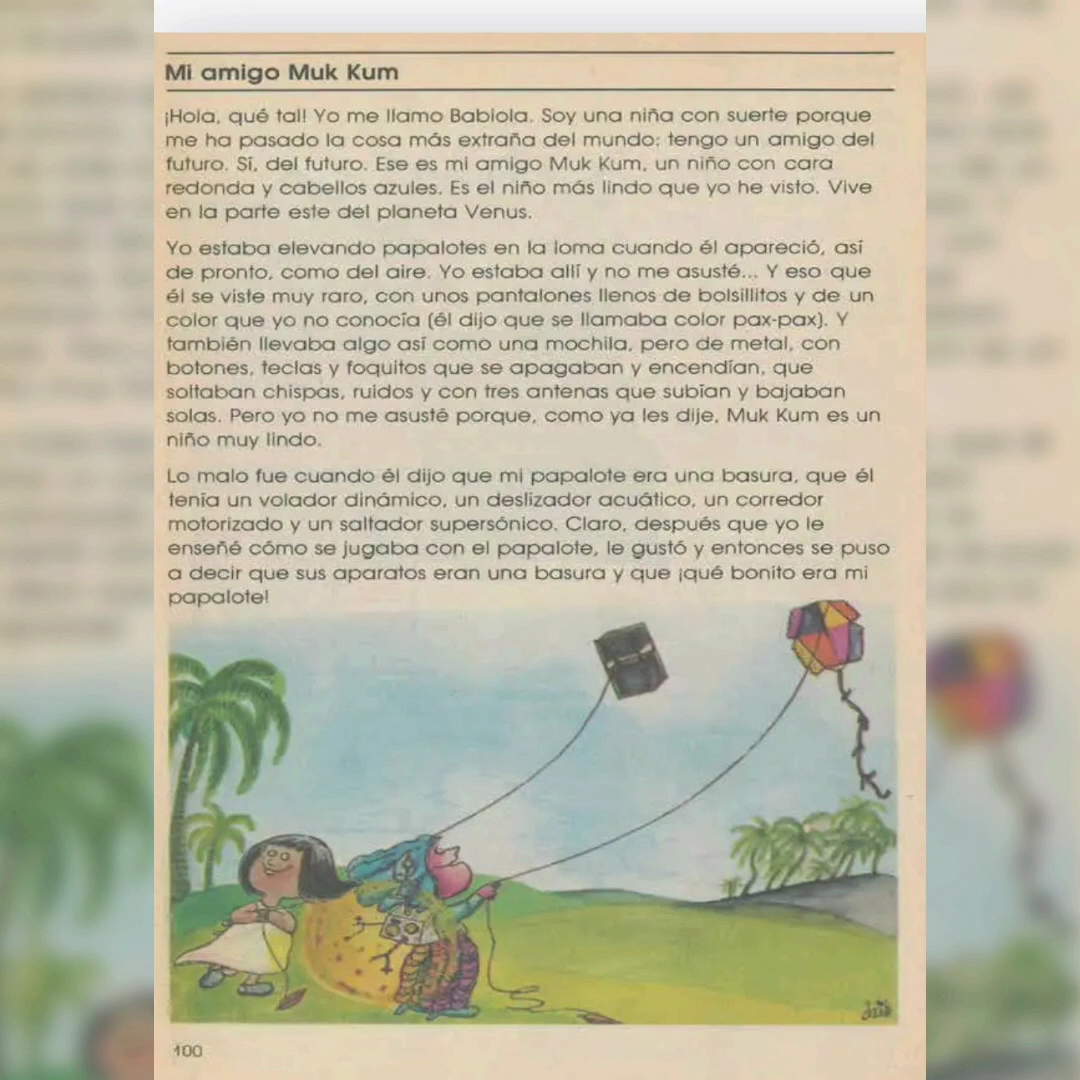 Mi amigo Muk Kum
¡Hola, qué tal! Yo me llamo Babiola. Soy una niña con suerte porque
me ha pasado la cosa más extraña del mundo: tengo un amigo del
futuro. Sí, del futuro. Ese es mi amigo Muk Kum, un niño con cara
redonda y cabellos azules. Es el niño más lindo que yo he visto. Vive
en la parte este del planeta Venus.
Yo estaba elevando papalotes en la loma cuando él apareció, así
de pronto, como del aire. Yo estaba allí y no me asusté... Y eso que
él se viste muy raro, con unos pantalones llenos de bolsillitos y de un
color que yo no conocía (él dijo que se llamaba color pax-pax). Y
también llevaba algo así como una mochila, pero de metal, con
botones, teclas y foquitos que se apagaban y encendían, que
soltaban chispas, ruidos y con tres antenas que subían y bajaban
solas. Pero yo no me asusté porque, como ya les dije, Muk Kum es un
niño muy lindo.
Lo malo fue cuando él dijo que mi papalote era una basura, que él
tenía un volador dinámico, un deslizador acuático, un corredor
motorizado y un saltador supersónico. Claro, después que yo le
enseñé cómo se jugaba con el papalote, le gustó y entonces se puso
a decir que sus aparatos eran una basura y que ¡qué bonito era mi
papalote!
100